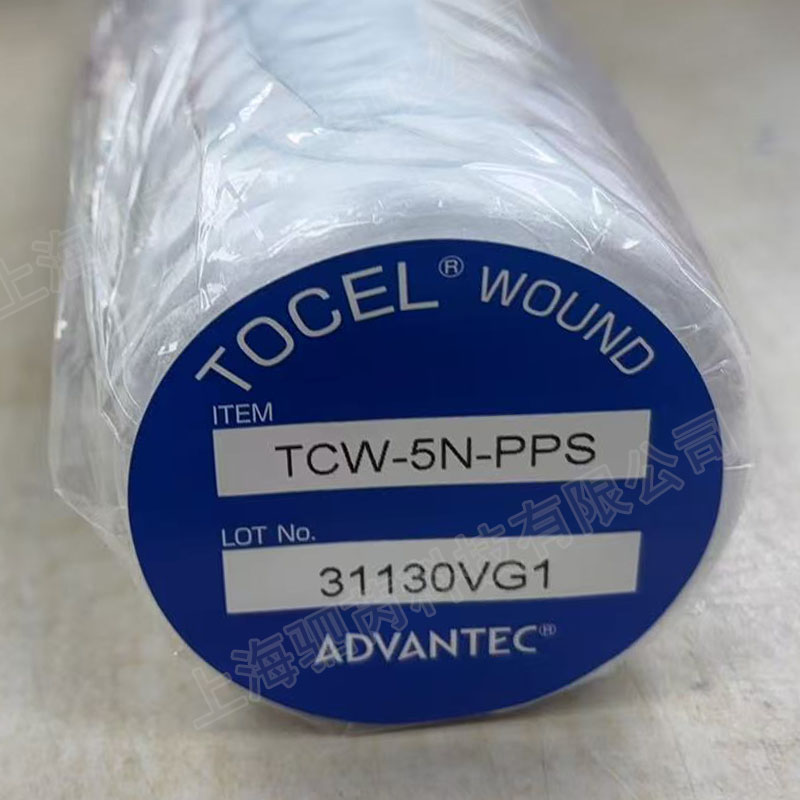 TOCEL® WOUND
ITEM
TCW-5N-PPS
LOT No.
31130VG1
ADVANTEC®